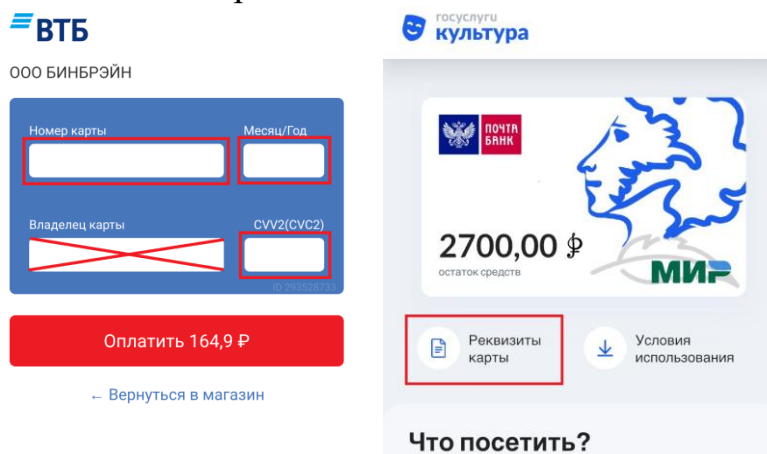 ВТБ
ООО БИНБРЭЙН
Номер карты
Месяц/Год
Владелец карты
CVV2(CVC2)
ID 293528733
Оплатить 164,9 ₽
← Вернуться в магазин
госуслуги
культура
ПОЧТА
БАНК
2700,00
остаток средств
МИР
Реквизиты
карты
Условия
использования
Что посетить?